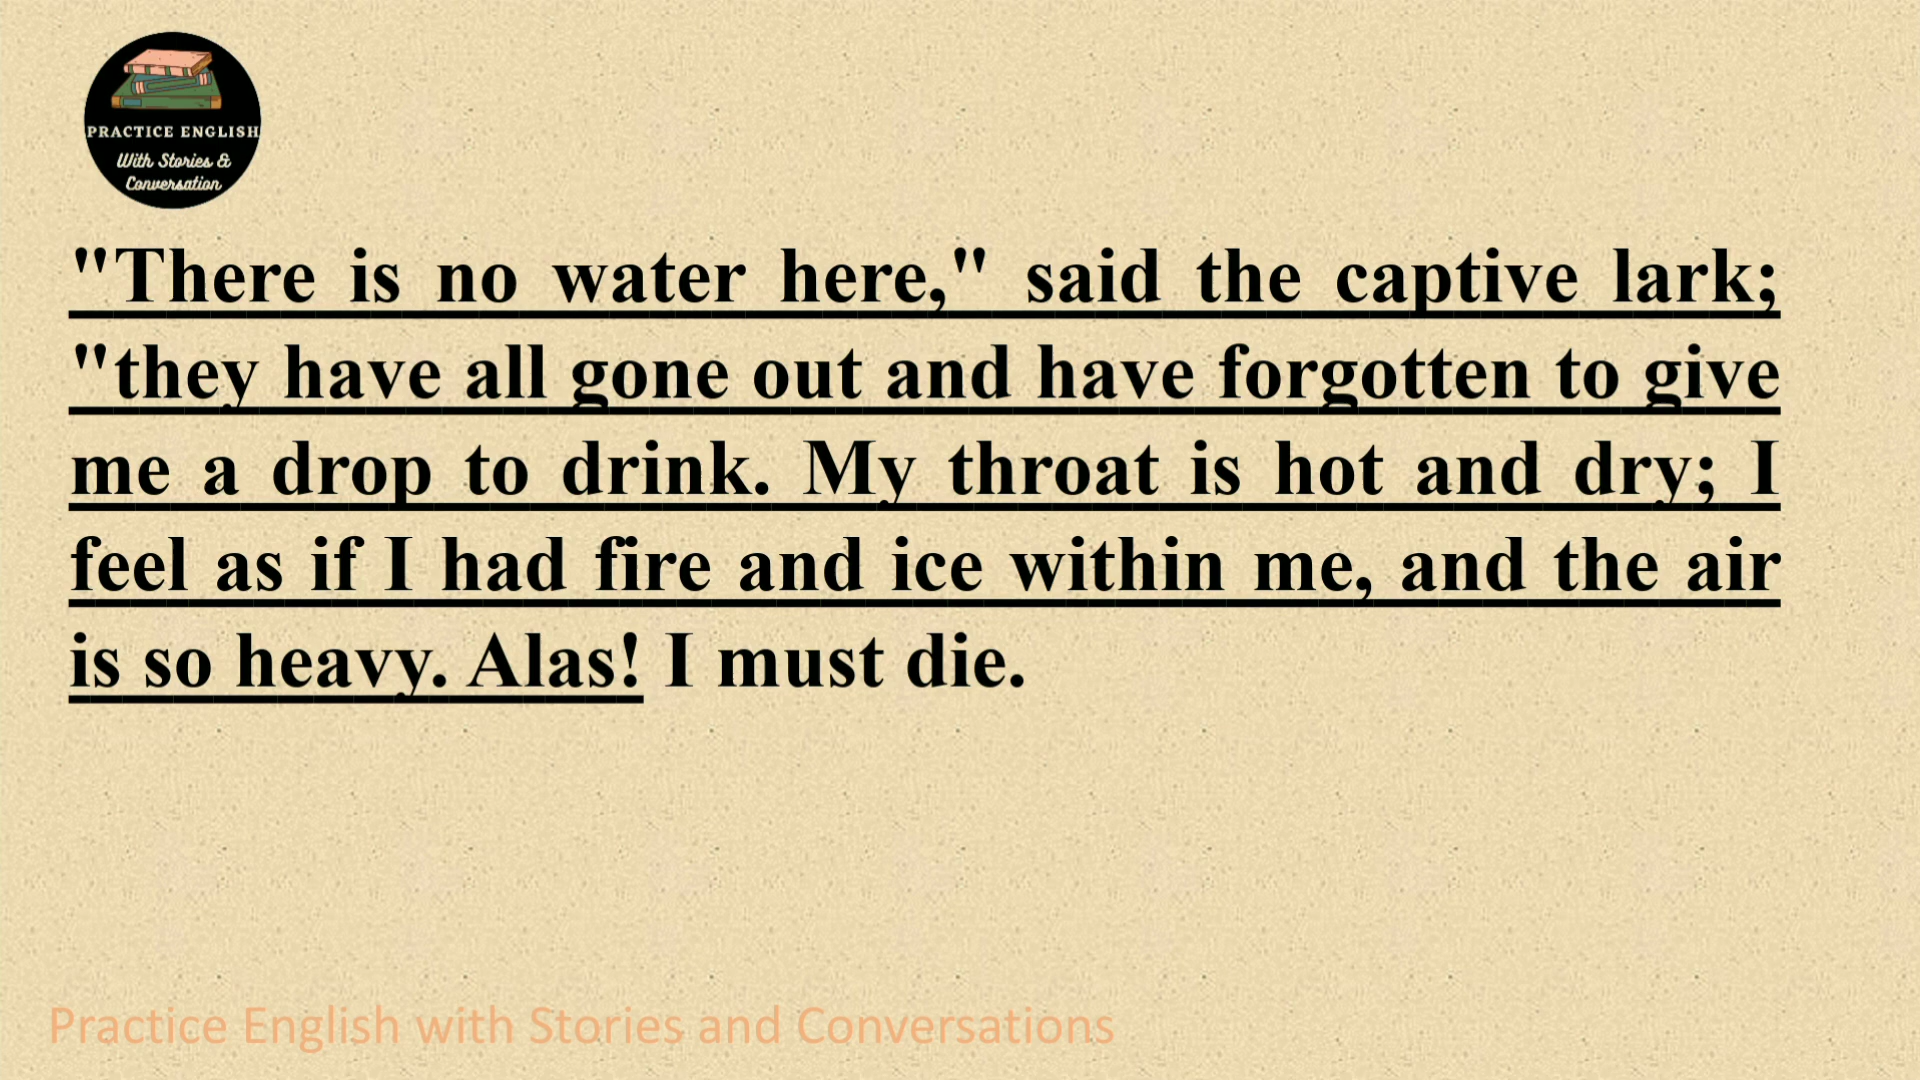 PRACTICE ENGLISH
With Stories &
Conversation
"There is no water here," said the captive lark;
"they have all gone out and have forgotten to give
me a drop to drink. My throat is hot and dry; I
feel as if I had fire and ice within me, and the air
is so heavy. Alas! I must die.
Practice English with Stories and Conversations